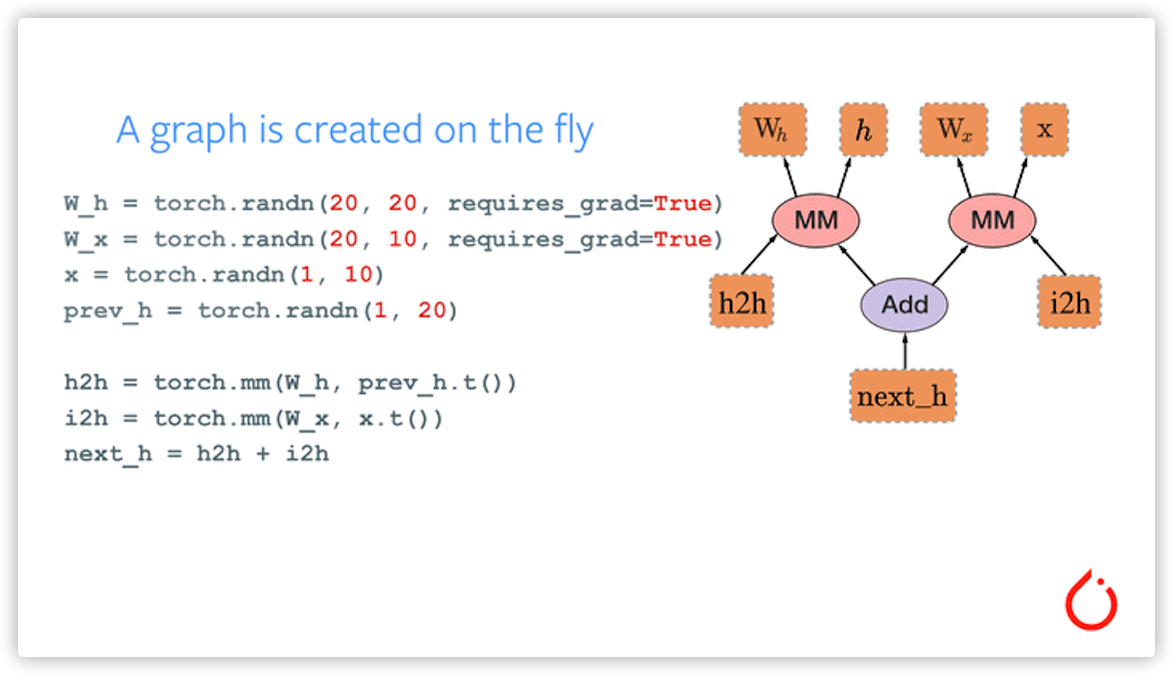 A graph is created on the fly
W_h = torch.randn(20, 20, requires_grad=True)
W_x = torch.randn(20, 10, requires_grad=True)
x = torch.randn(1, 10)
prev_h = torch.randn(1, 20)
h2h = torch.mm(W_h, prev_h.t())
i2h = torch.mm(W_x, x.t())
next_h = h2h + i2h
W_h h W_x x
MM MM
h2h Add i2h
next_h